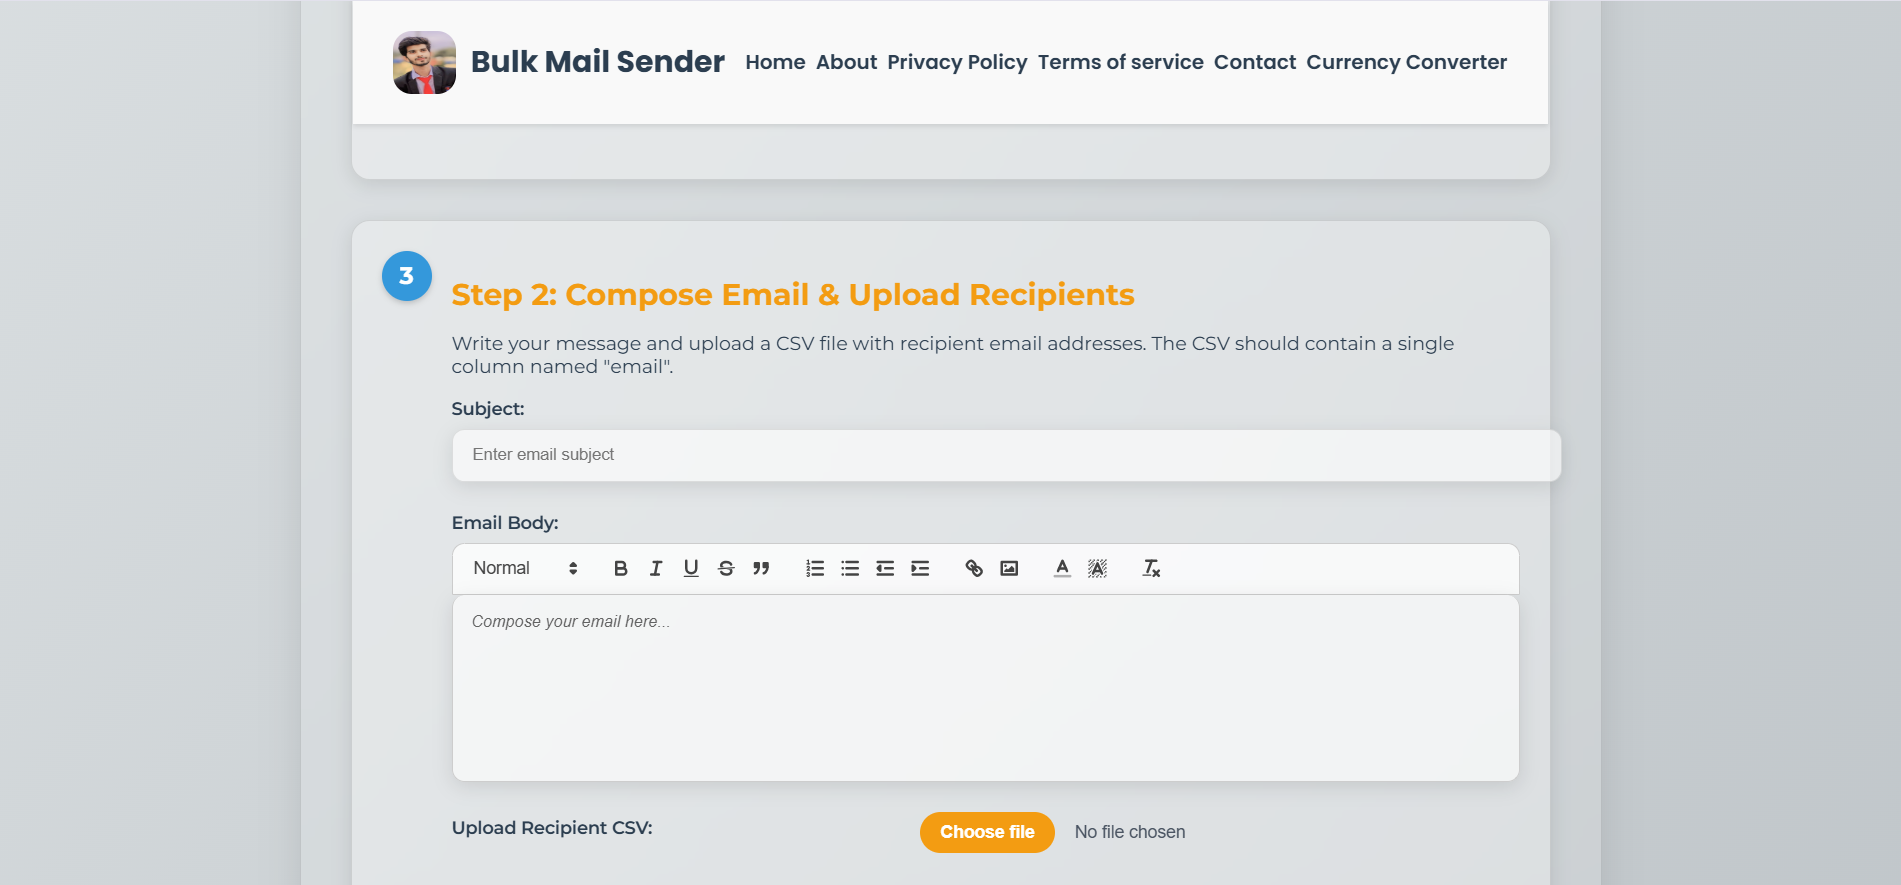 Bulk Mail Sender Home About Privacy Policy Terms of service Contact Currency Converter
3
Step 2: Compose Email & Upload Recipients
Write your message and upload a CSV file with recipient email addresses. The CSV should contain a single
column named "email".
Subject:
Enter email subject
Email Body:
Normal
Compose your email here...
Upload Recipient CSV: Choose file No file chosen